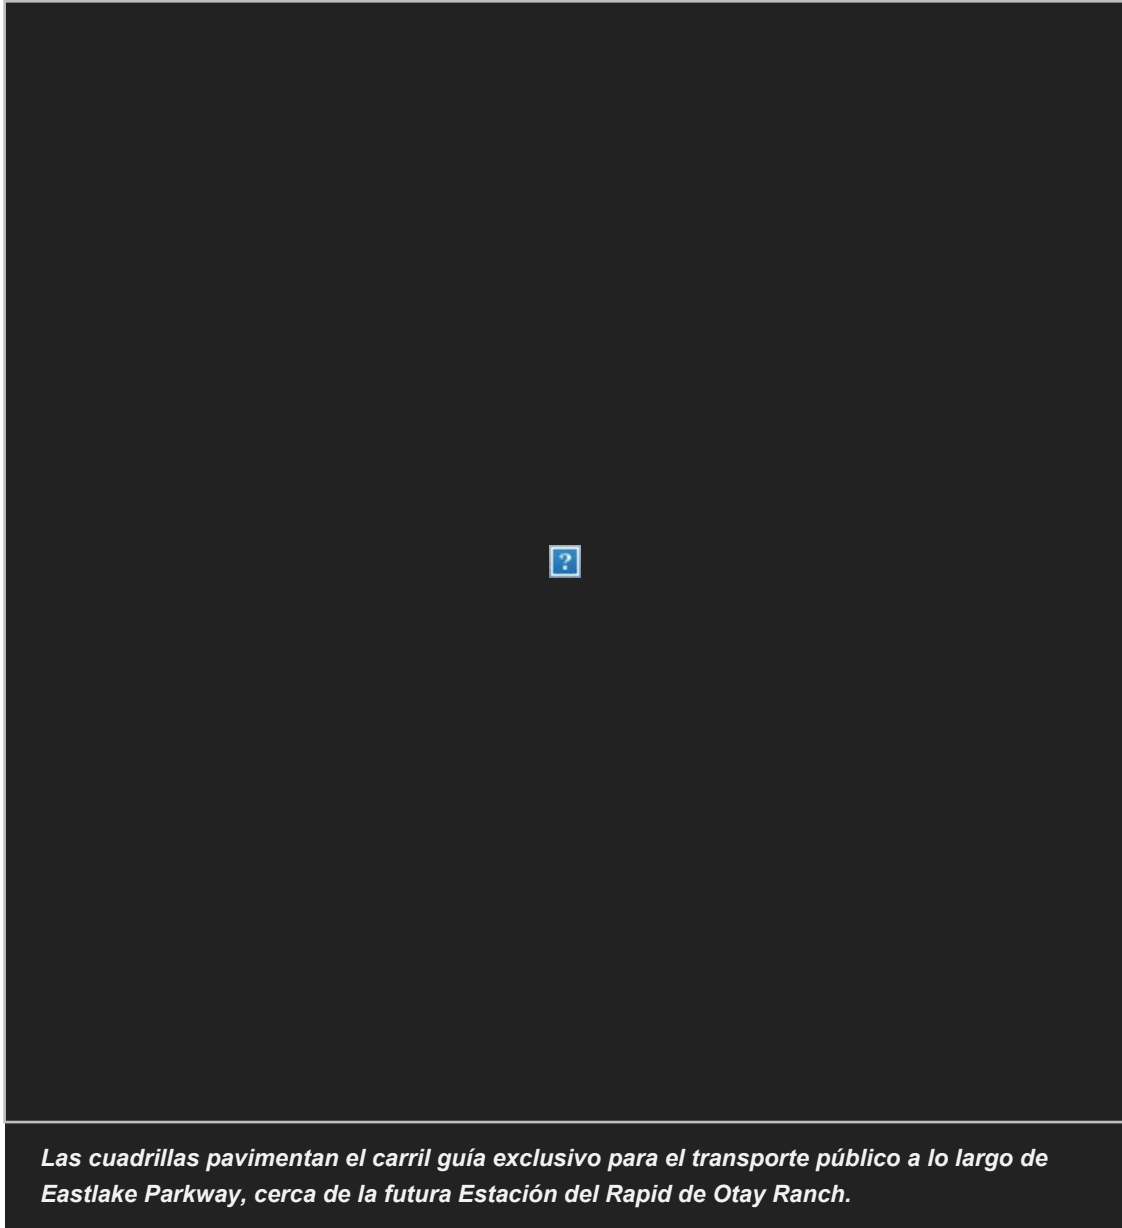 Las cuadrillas pavimentan el carril guía exclusivo para el transporte público a lo largo de
Eastlake Parkway, cerca de la futura Estación del Rapid de Otay Ranch.